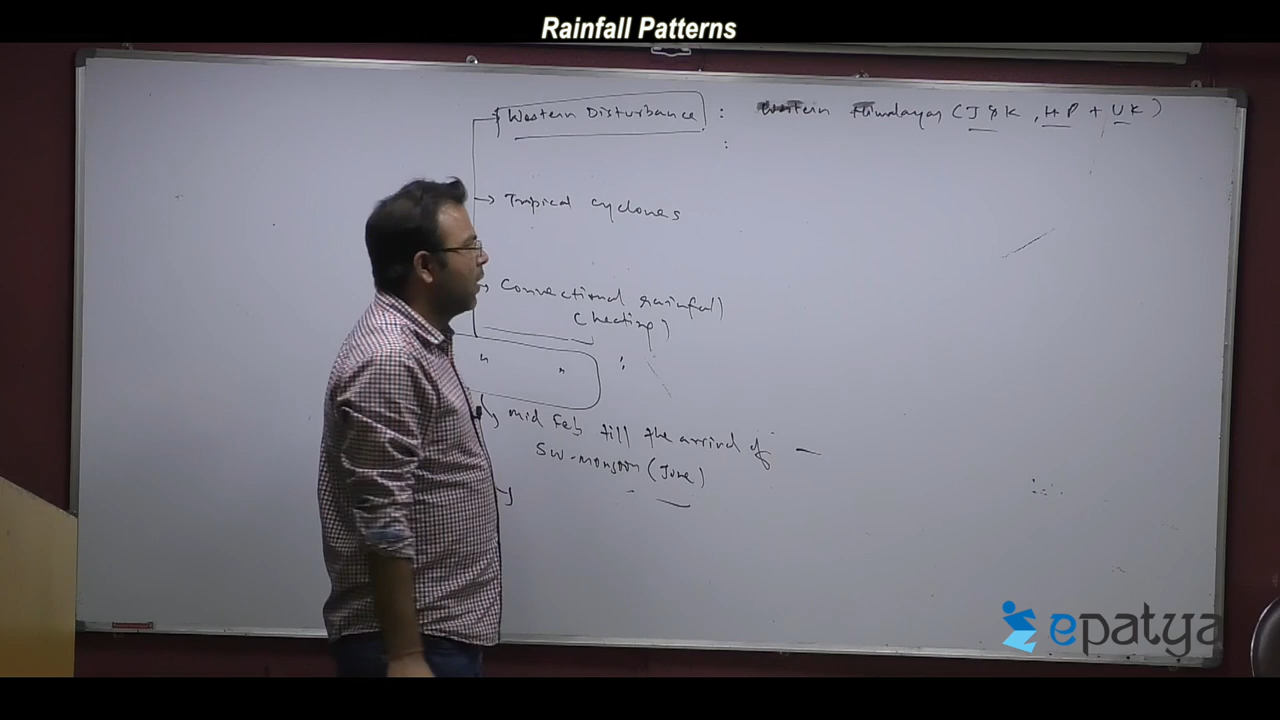 Rainfall Patterns
Western Disturbance : Western Himalayas (J&K, HP + UK)
→ Tropical cyclones
Convectional rainfall
(heating)
→ Mid Feb till the arrival of
SW-monsoon (June)
epatya